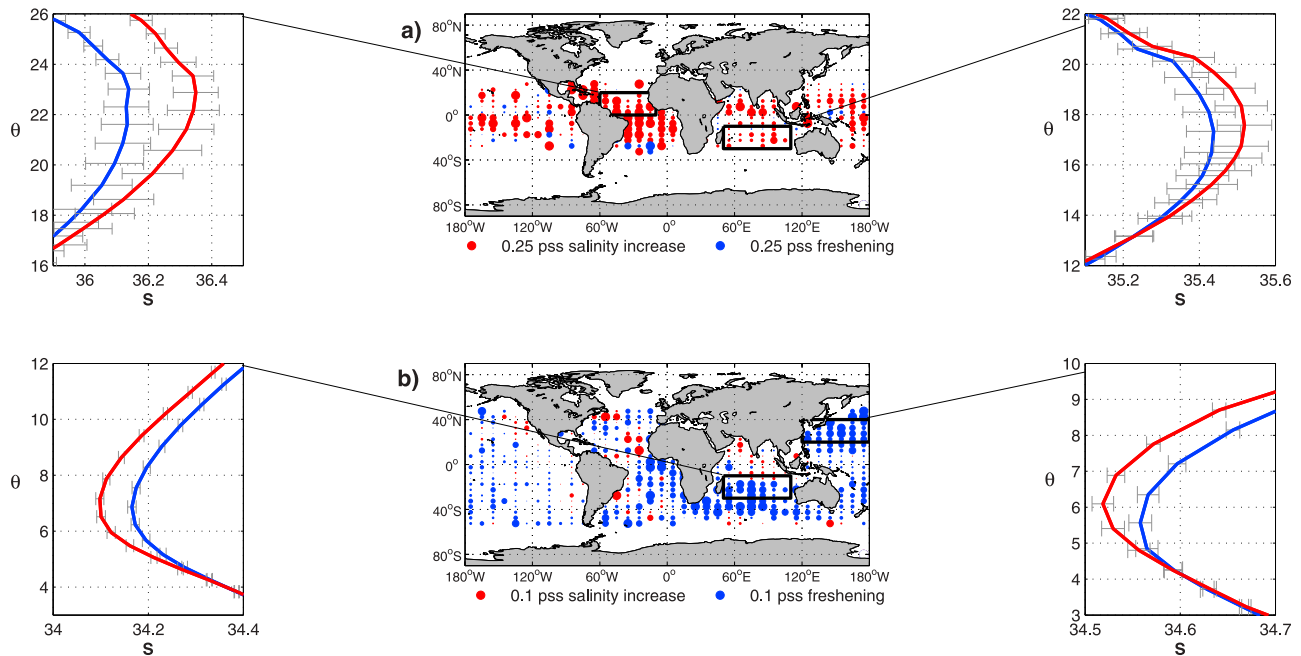 26
24
22
20
18
16
θ
36
36.2
36.4
S
a)
80°N
40°N
0°
40°S
80°S
180°W
120°W
60°W
0°
60°E
120°E
180°W
0.25 pss salinity increase
0.25 pss freshening
22
20
18
16
14
12
θ
35.2
35.4
35.6
S
12
10
8
6
4
θ
34
34.2
34.4
S
b)
80°N
40°N
0°
40°S
80°S
180°W
120°W
60°W
0°
60°E
120°E
180°W
0.1 pss salinity increase
0.1 pss freshening
10
9
8
7
6
5
4
3
θ
34.5
34.6
34.7
S